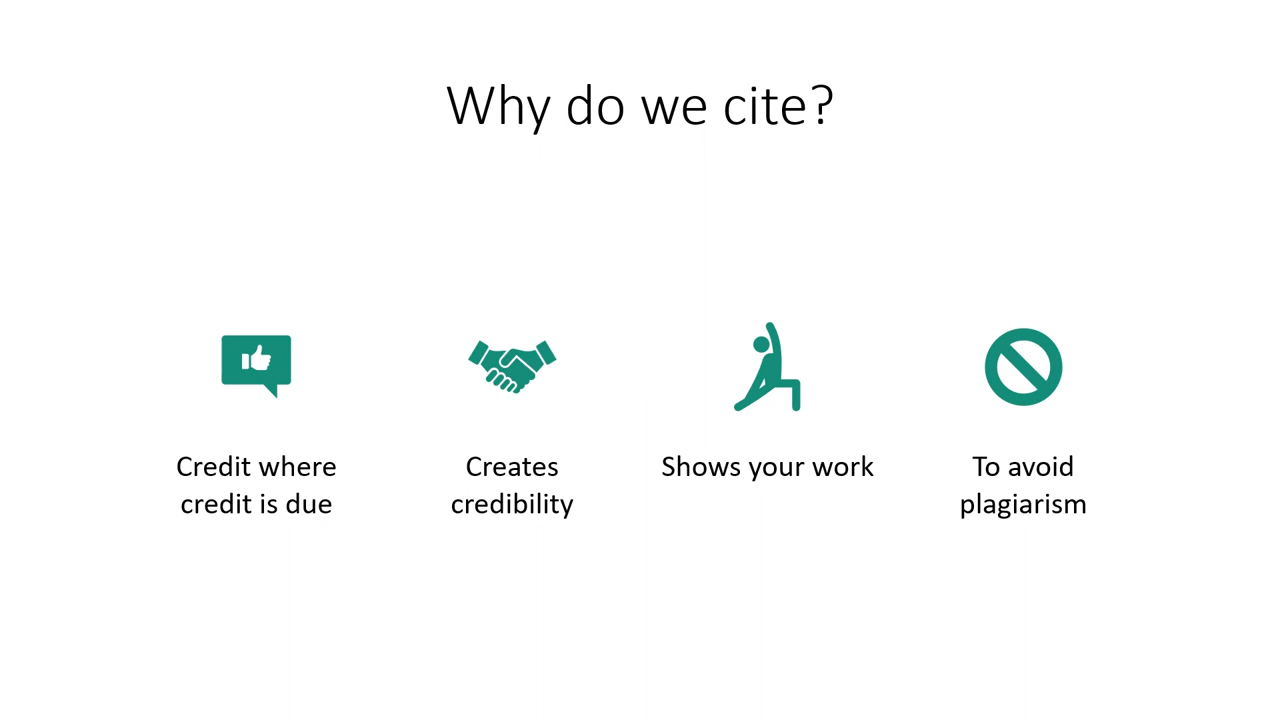 Why do we cite?
Credit where
credit is due
Creates
credibility
Shows your work
To avoid
plagiarism